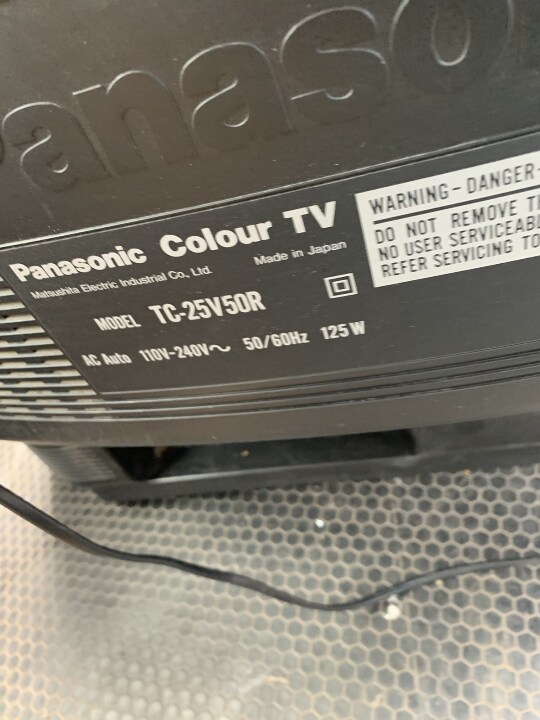 Panaso
Panasonic Colour TV
Matsushita Electric Industrial Co., Ltd. Made in Japan
MODEL TC-25V50R
AC Auto 110V-240V~ 50/60Hz 125W
WARNING-DANGER-
DO NOT REMOVE
NO USER SERVICEABL
REFER SERVICING TO